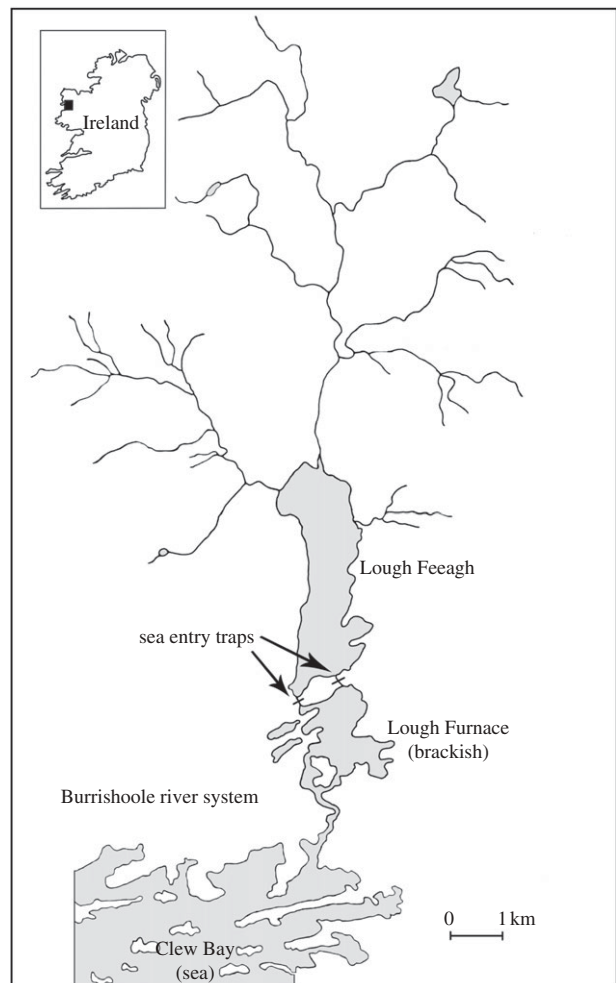 Ireland
Lough Feeagh
sea entry traps
Lough Furnace
(brackish)
Burrishoole river system
0 1 km
Clew Bay
(sea)